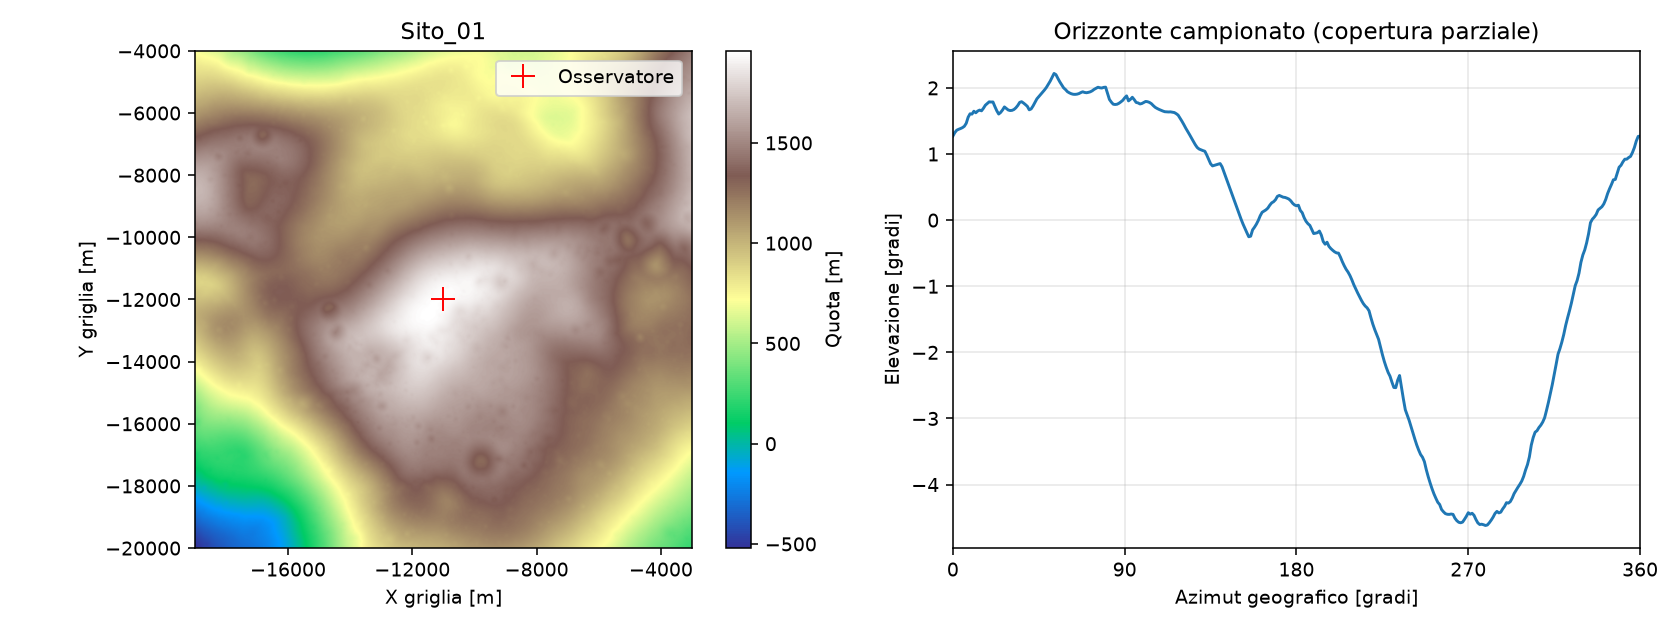 Sito_01
Osservatore
−4000
−6000
−8000
−10000
−12000
−14000
−16000
−18000
−20000
Y griglia [m]
−16000 −12000 −8000 −4000
X griglia [m]
1500
1000
500
0
−500
Quota [m]
Orizzonte campionato (copertura parziale)
2
1
0
−1
−2
−3
−4
Elevazione [gradi]
0 90 180 270 360
Azimut geografico [gradi]